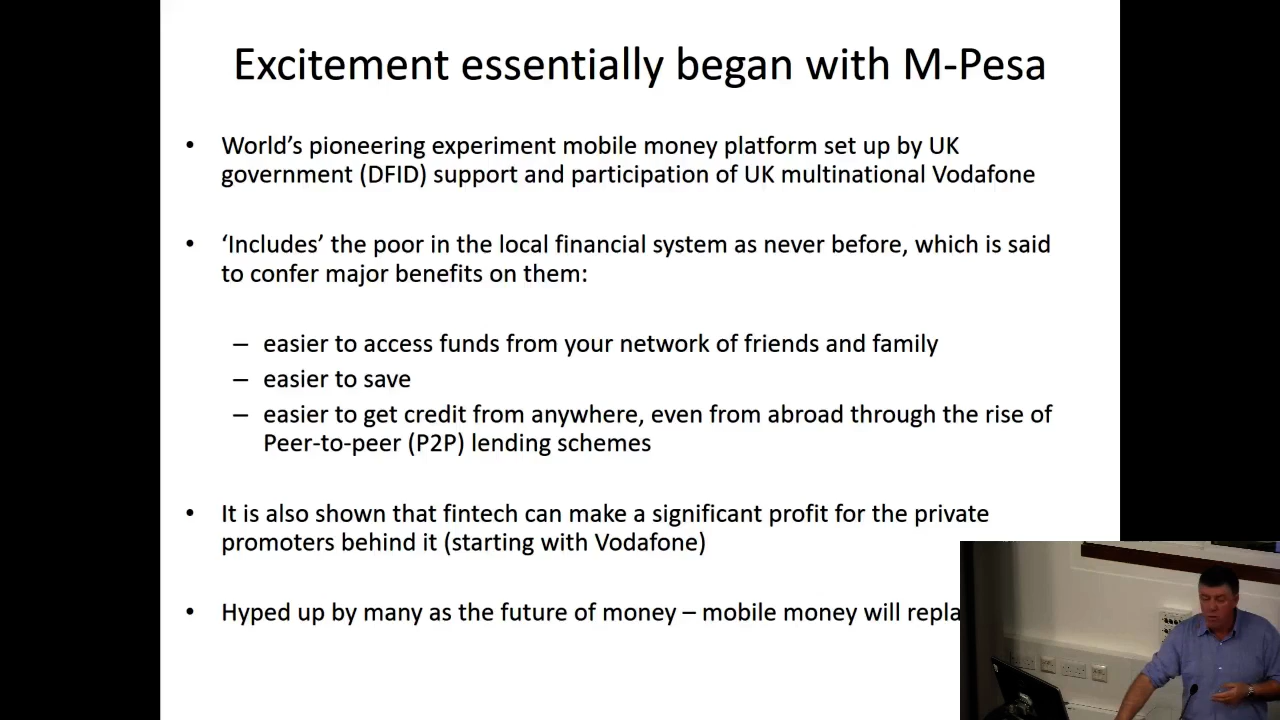 Excitement essentially began with M-Pesa
• World’s pioneering experiment mobile money platform set up by UK
government (DFID) support and participation of UK multinational Vodafone
• ‘Includes’ the poor in the local financial system as never before, which is said
to confer major benefits on them:
– easier to access funds from your network of friends and family
– easier to save
– easier to get credit from anywhere, even from abroad through the rise of
Peer-to-peer (P2P) lending schemes
• It is also shown that fintech can make a significant profit for the private
promoters behind it (starting with Vodafone)
• Hyped up by many as the future of money – mobile money will